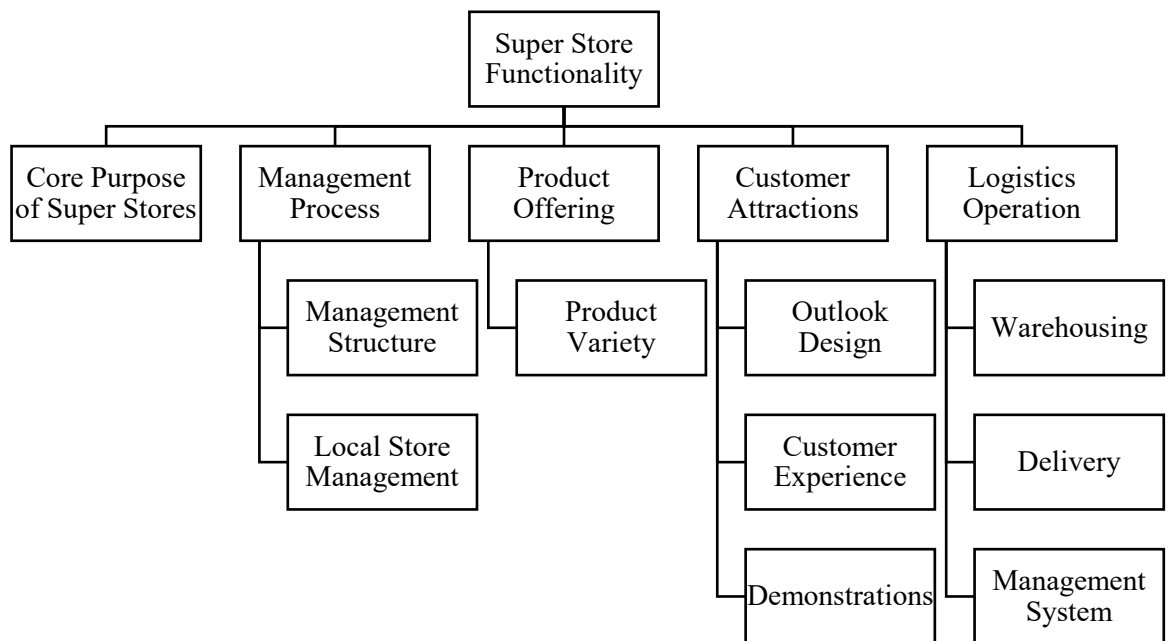 Super Store
Functionality
Core Purpose
of Super Stores
Management
Process
Product
Offering
Customer
Attractions
Logistics
Operation
Management
Structure
Product
Variety
Outlook
Design
Warehousing
Local Store
Management
Customer
Experience
Delivery
Demonstrations
Management
System